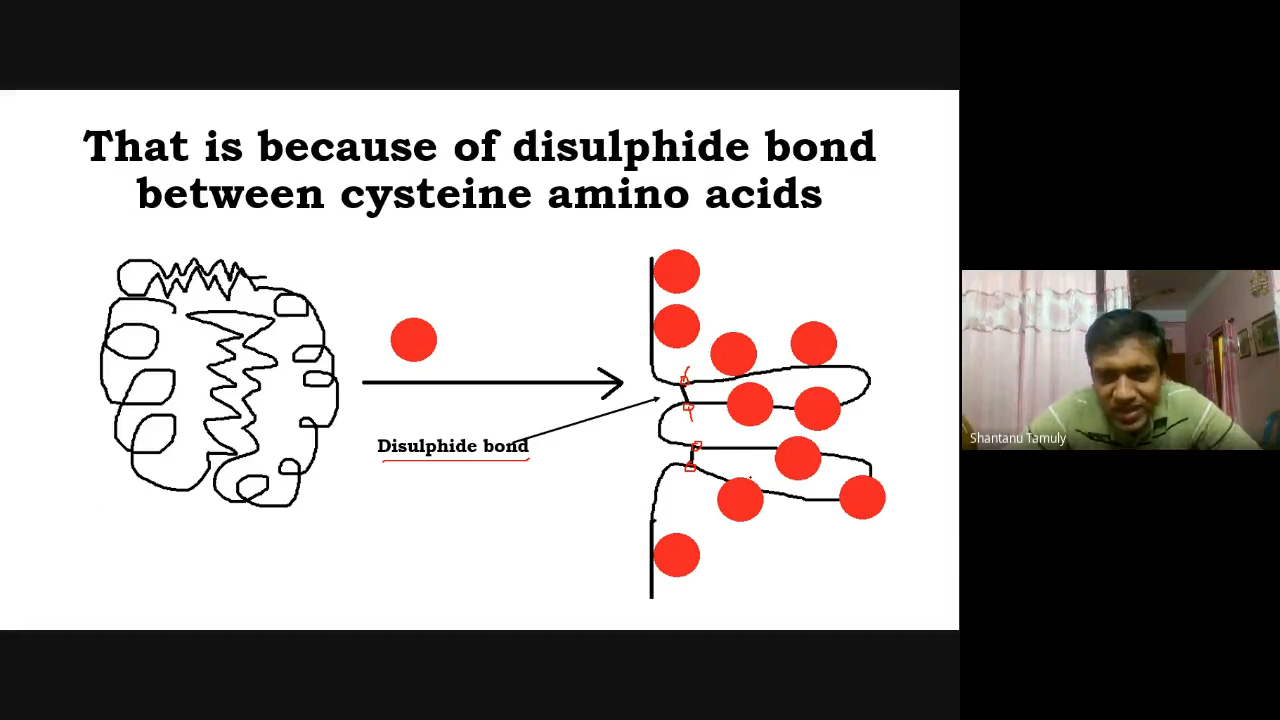 That is because of disulphide bond
between cysteine amino acids
Disulphide bond
Shantanu Tamuly